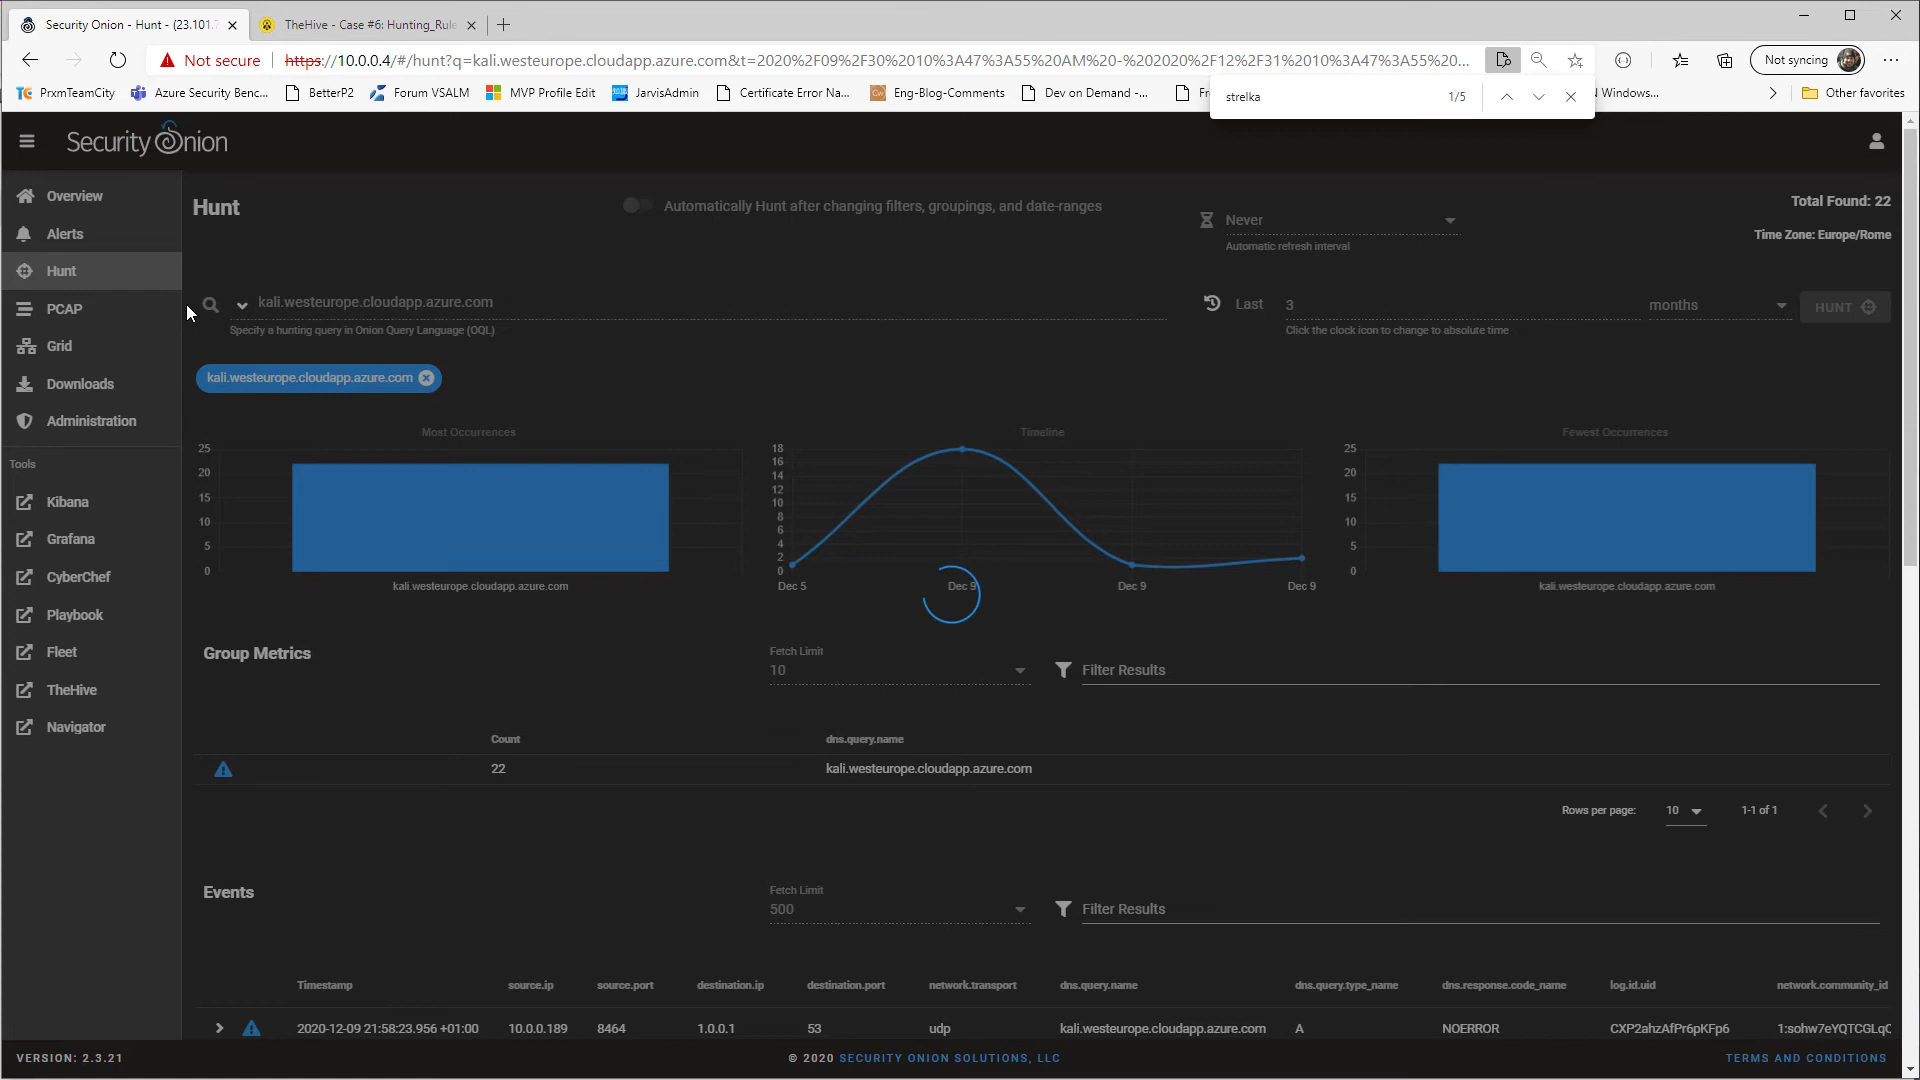 Security Onion - Hunt - (23.101.7
TheHive - Case #6: Hunting_Rule
Not secure
https://10.0.0.4/#/hunt?q=kali.westeurope.cloudapp.azure.com&t=2020%2F09%2F30%2010%3A47%3A55%20AM%20-%202020%2F12%2F31%2010%3A47%3A55%20...
Not syncing
PrxmTeamCity
Azure Security Benc...
BetterP2
Forum VSALM
MVP Profile Edit
JarvisAdmin
Certificate Error Na...
Eng-Blog-Comments
Dev on Demand -...
Windows...
Other favorites
strelka
1/5
Security Onion
Overview
Alerts
Hunt
PCAP
Grid
Downloads
Administration
Tools
Kibana
Grafana
CyberChef
Playbook
Fleet
TheHive
Navigator
VERSION: 2.3.21
Hunt
Automatically Hunt after changing filters, groupings, and date-ranges
Never
Automatic refresh interval
Total Found: 22
Time Zone: Europe/Rome
kali.westeurope.cloudapp.azure.com
Specify a hunting query in Onion Query Language (OQL)
Last
3
months
HUNT
Click the clock icon to change to absolute time
kali.westeurope.cloudapp.azure.com
Most Occurrences
25
20
15
10
5
0
kali.westeurope.cloudapp.azure.com
Timeline
18
16
14
12
10
8
6
4
2
0
Dec 5
Dec 9
Dec 9
Dec 9
Fewest Occurrences
25
20
15
10
5
0
kali.westeurope.cloudapp.azure.com
Group Metrics
Fetch Limit
10
Filter Results
Count
dns.query.name
22
kali.westeurope.cloudapp.azure.com
Rows per page:
10
1-1 of 1
Events
Fetch Limit
500
Filter Results
Timestamp source.ip source.port destination.ip destination.port network.transport dns.query.name dns.query.type_name dns.response.code_name log.id.uid network.community_id
2020-12-09 21:58:23.956 +01:00 10.0.0.189 8464 1.0.0.1 53 udp kali.westeurope.cloudapp.azure.com A NOERROR CXP2ahzAfPr6pKFp6 1:sohw7eYQTCGLqC
© 2020 SECURITY ONION SOLUTIONS, LLC
TERMS AND CONDITIONS